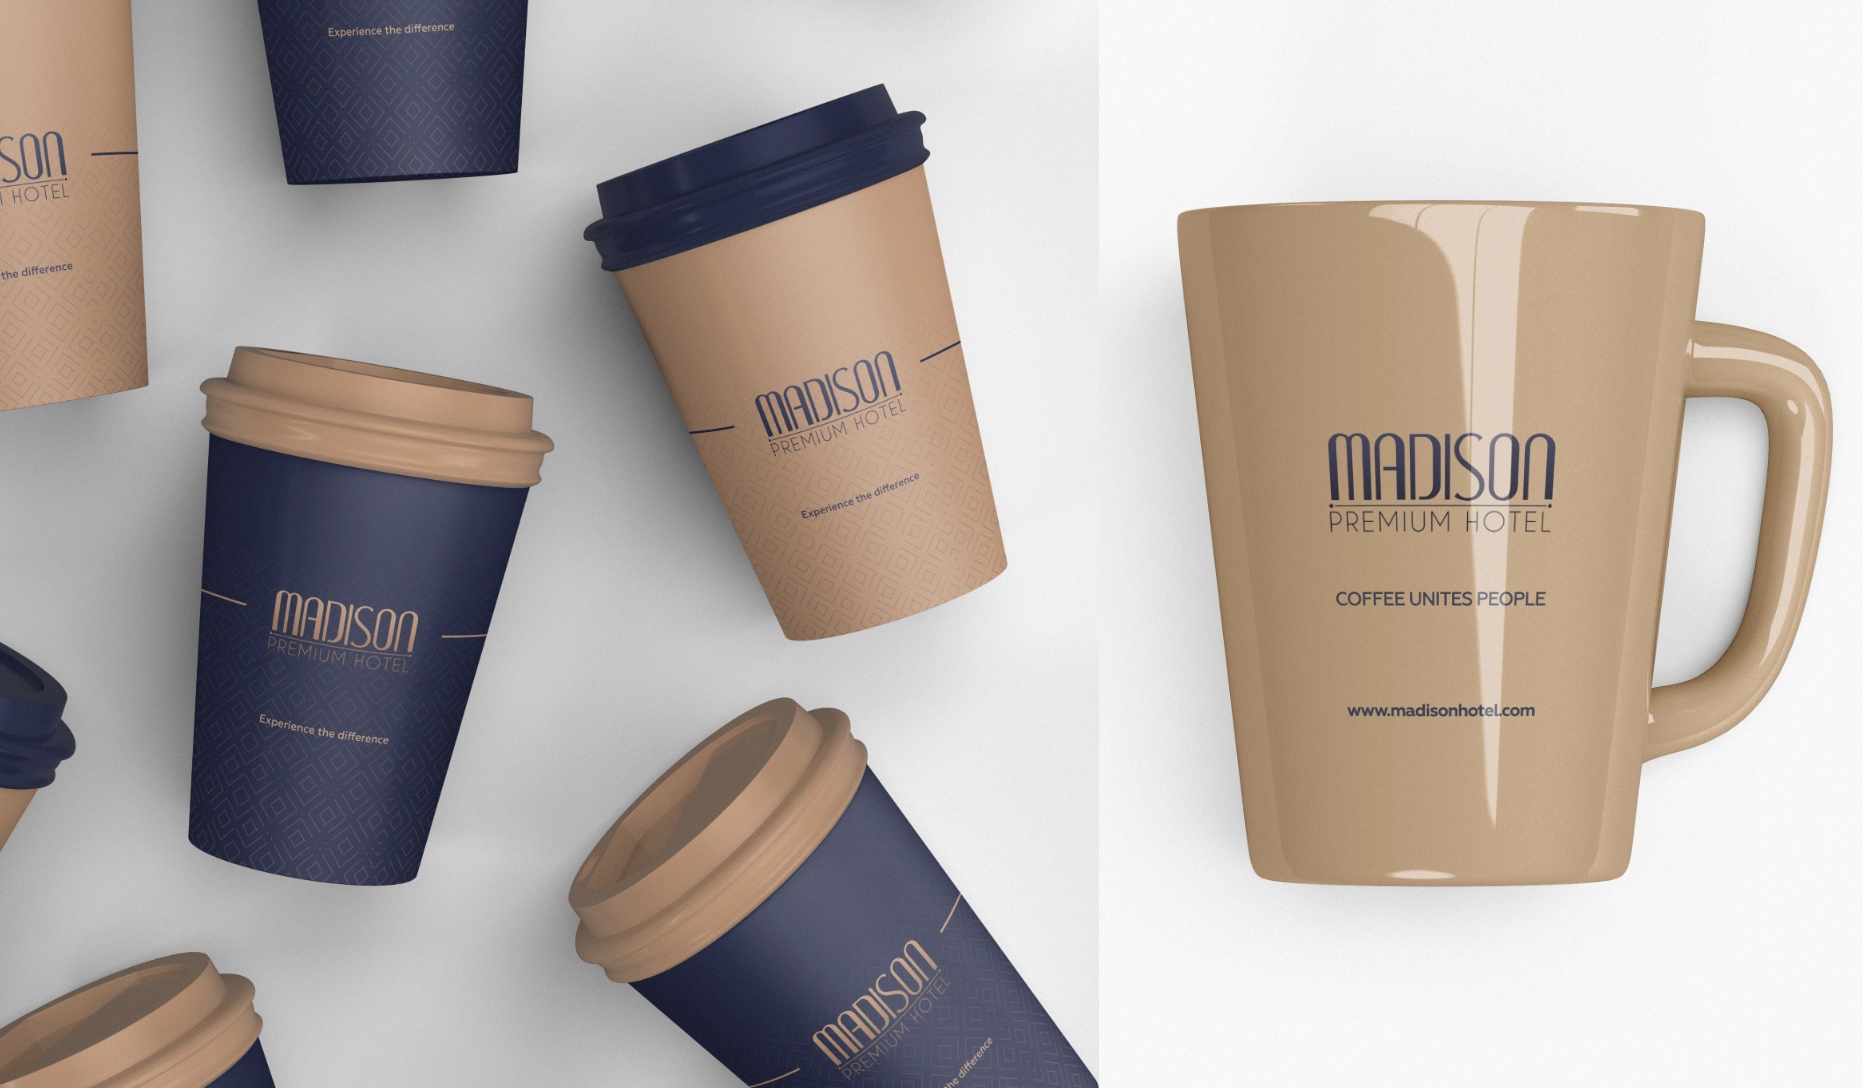 Experience the difference
SON
HOTEL
the difference
MADISON
PREMIUM HOTEL
Experience the difference
MADISON
PREMIUM HOTEL
Experience the difference
MADISON
PREMIUM HOTEL
the difference
MADISON
PREMIUM HOTEL
COFFEE UNITES PEOPLE
www.madisonhotel.com